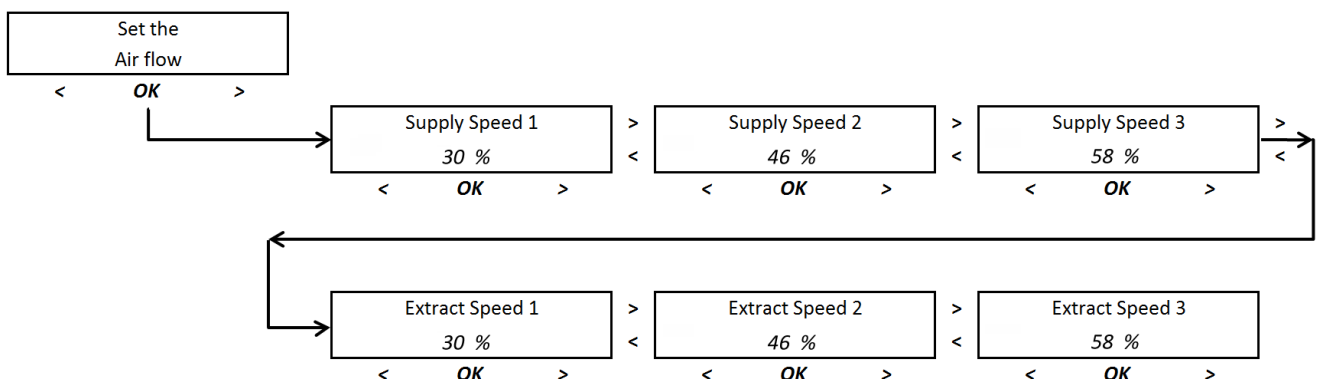 Set the
Air flow
< OK >
Supply Speed 1 > Supply Speed 2 > Supply Speed 3 >
30 % < 46 % < 58 % <
< OK > < OK > < OK >
Extract Speed 1 > Extract Speed 2 > Extract Speed 3
30 % < 46 % < 58 %
< OK > < OK > < OK >